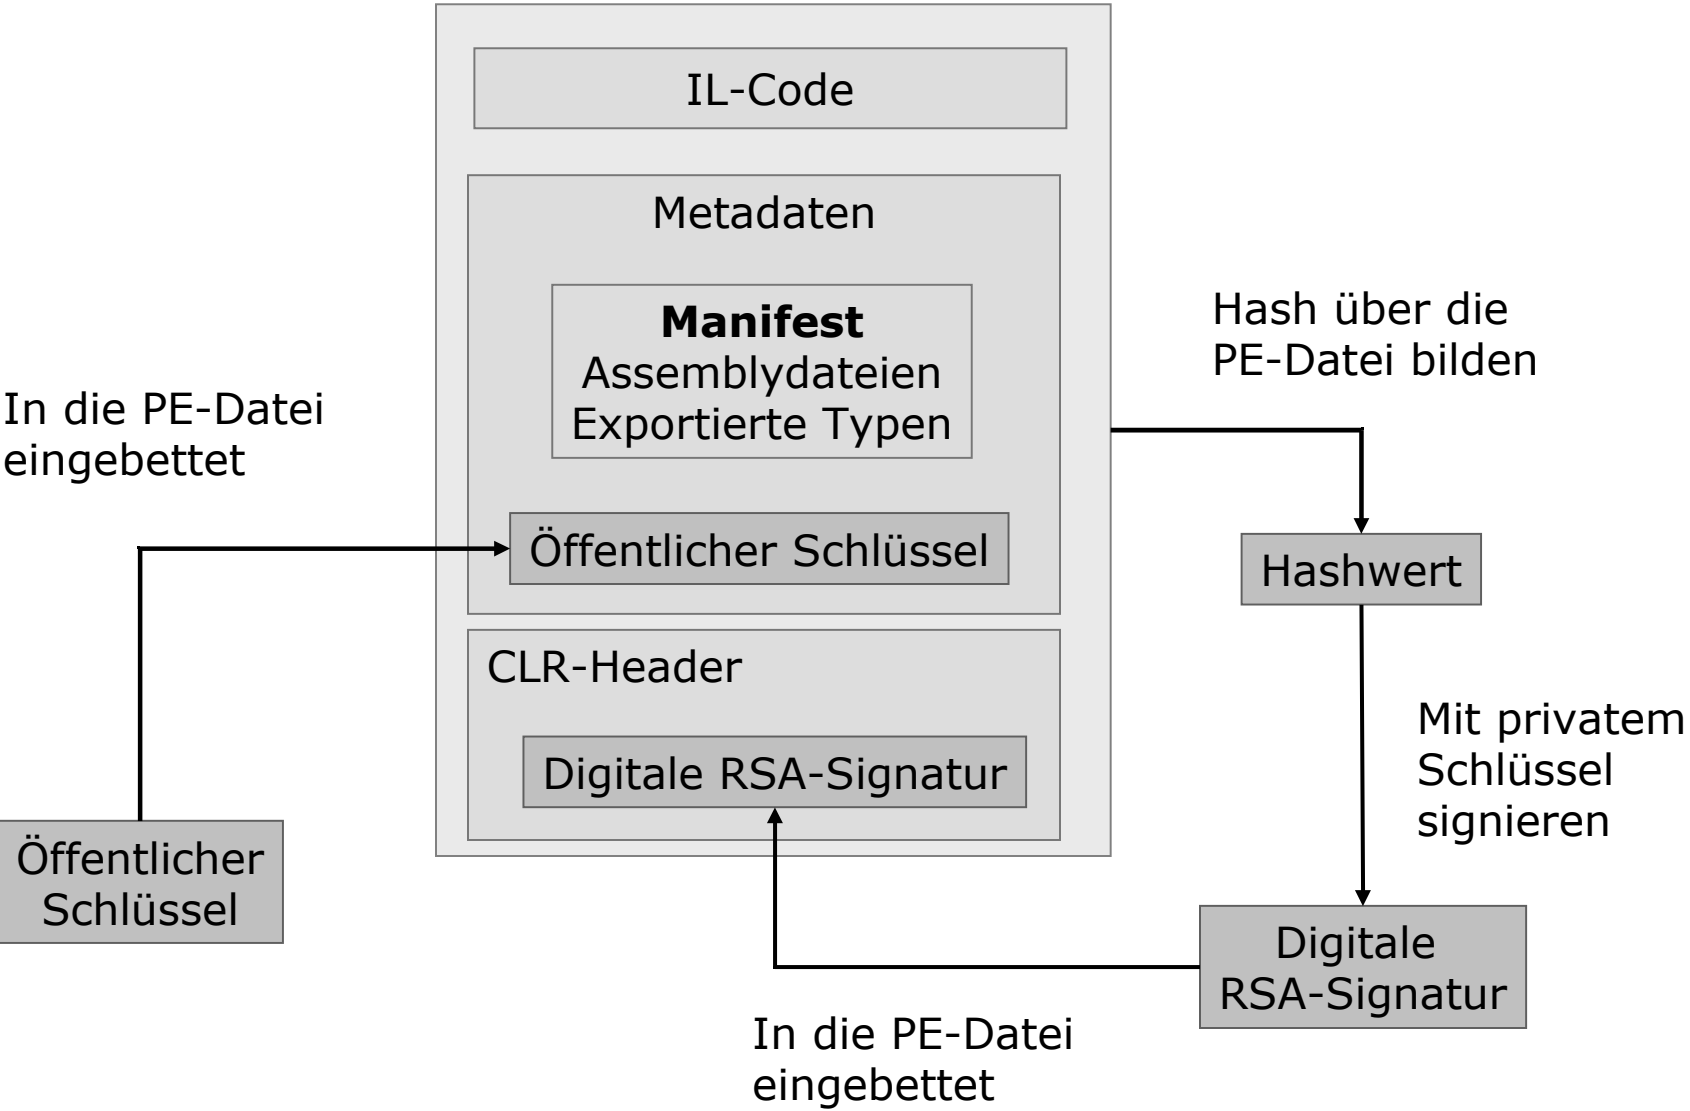 IL-Code
Metadaten
Manifest
Assemblydateien
Exportierte Typen
Öffentlicher Schlüssel
CLR-Header
Digitale RSA-Signatur
In die PE-Datei
eingebettet
Öffentlicher
Schlüssel
Hash über die
PE-Datei bilden
Hashwert
Mit privatem
Schlüssel
signieren
Digitale
RSA-Signatur
In die PE-Datei
eingebettet